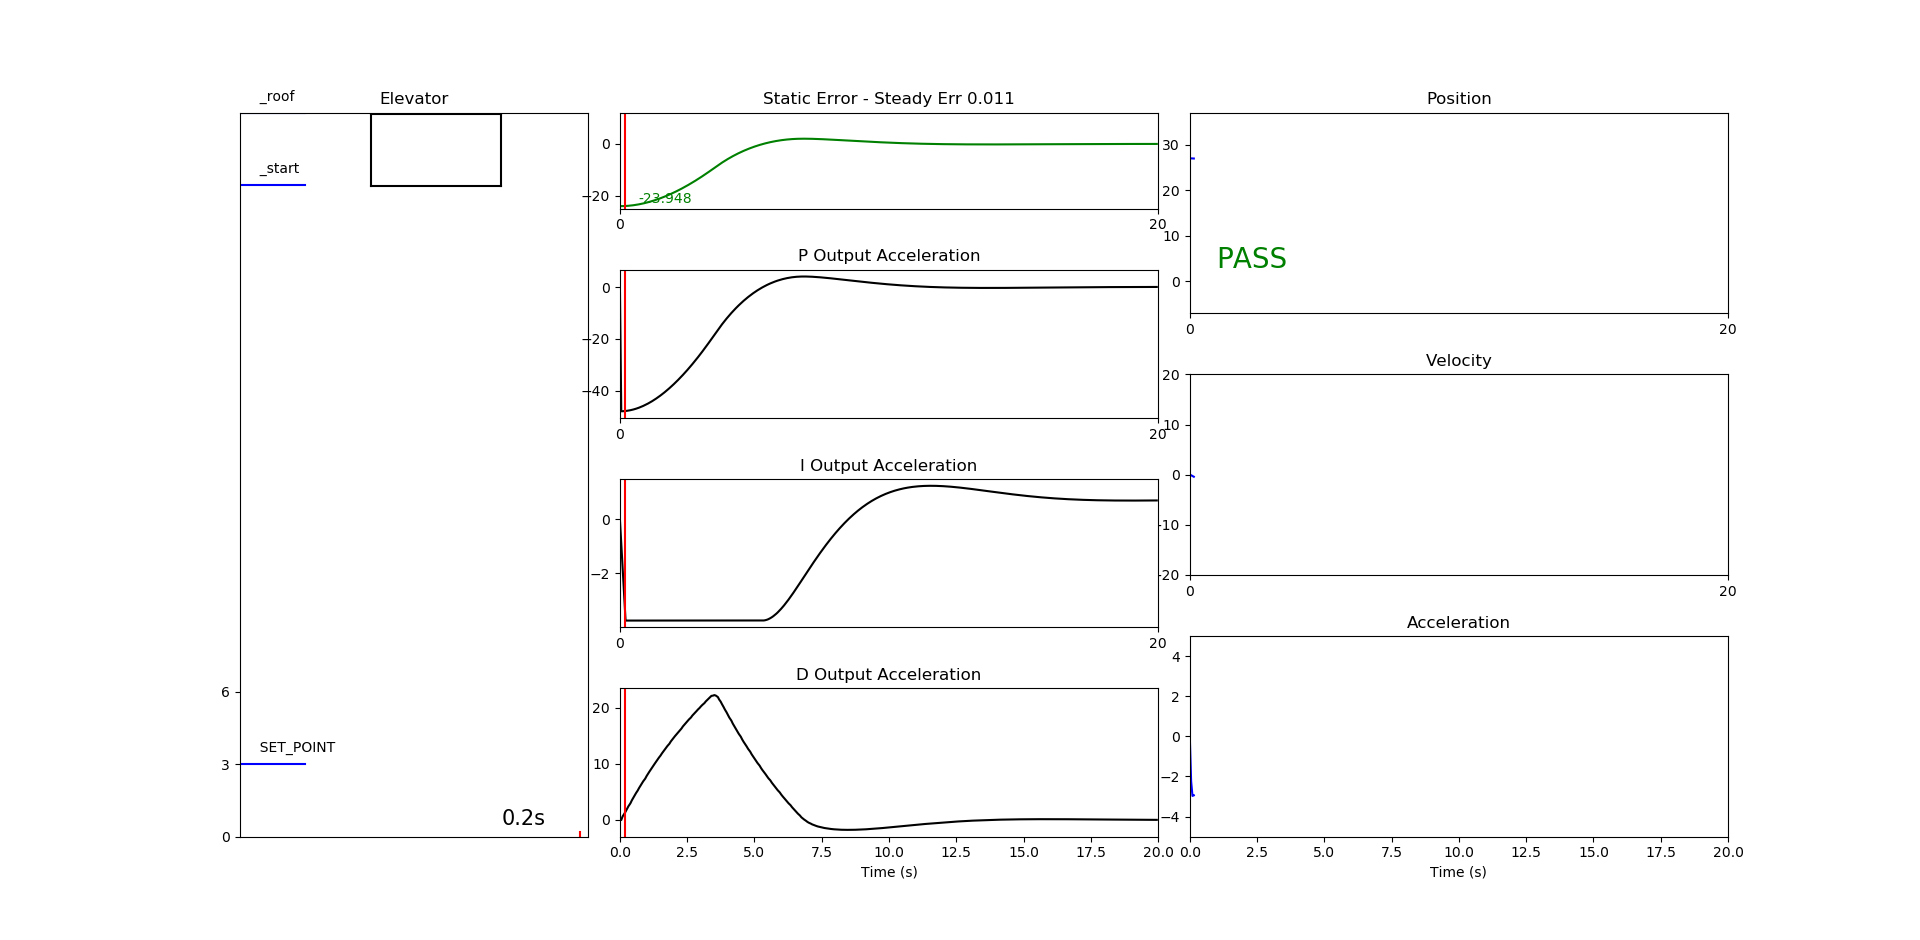 _roof
Elevator
_start
6
SET_POINT
3
0.2s
0
Static Error - Steady Err 0.011
0
−20
-23.948
0
20
P Output Acceleration
0
−20
−40
0
20
I Output Acceleration
0
−2
0
20
D Output Acceleration
20
10
0
0.0 2.5 5.0 7.5 10.0 12.5 15.0 17.5 20.0
Time (s)
Position
30
20
10
0
PASS
0
20
Velocity
20
10
0
-10
-20
0
20
Acceleration
4
2
0
−2
−4
0.0 2.5 5.0 7.5 10.0 12.5 15.0 17.5 20.0
Time (s)